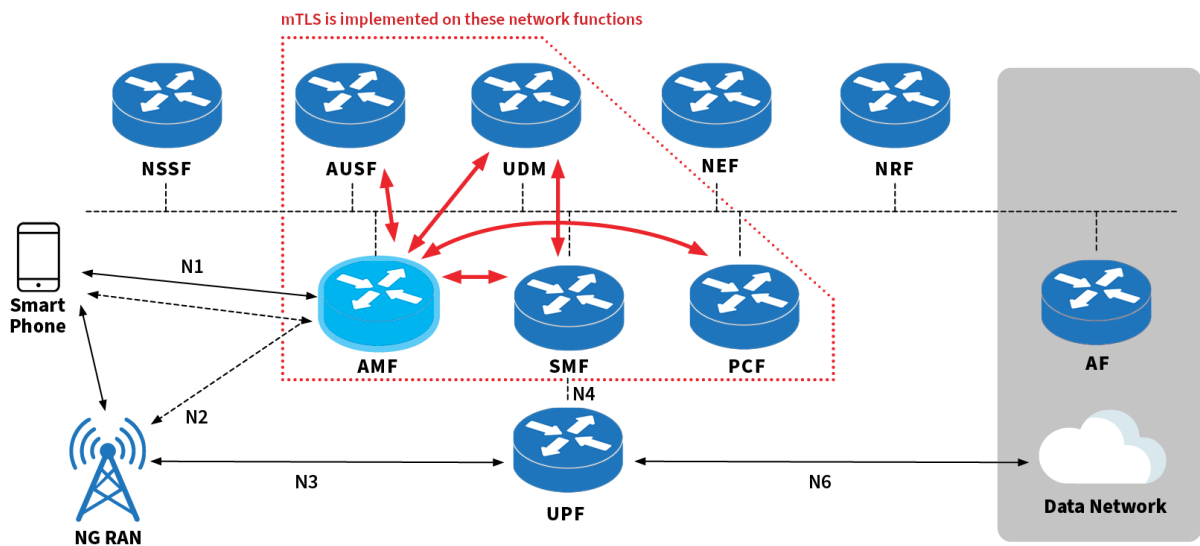 mTLS is implemented on these network functions
NSSF
AUSF
UDM
NEF
NRF
N1
Smart
Phone
AMF
SMF
PCF
AF
N4
N2
N3
UPF
N6
Data Network
NG RAN